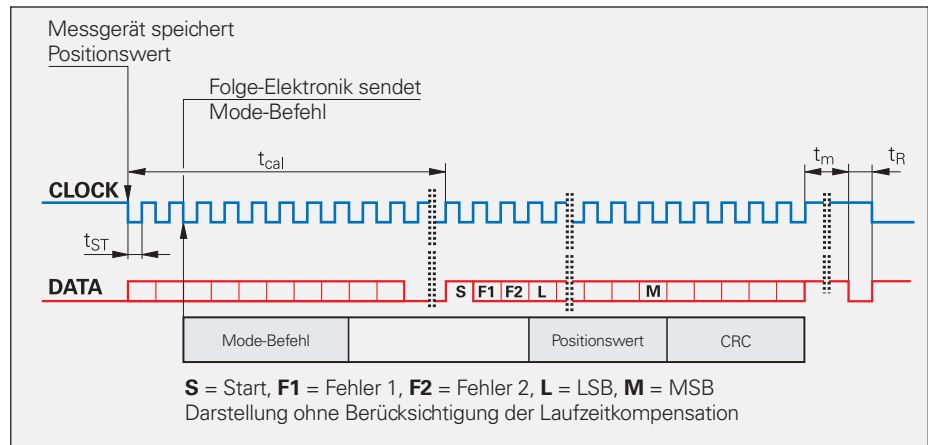 Messgerät speichert
Positionswert
Folge-Elektronik sendet
Mode-Befehl
tcal
tm
tR
CLOCK
tST
DATA
S F1 F2 L M
Mode-Befehl
Positionswert
CRC
S = Start, F1 = Fehler 1, F2 = Fehler 2, L = LSB, M = MSB
Darstellung ohne Berücksichtigung der Laufzeitkompensation